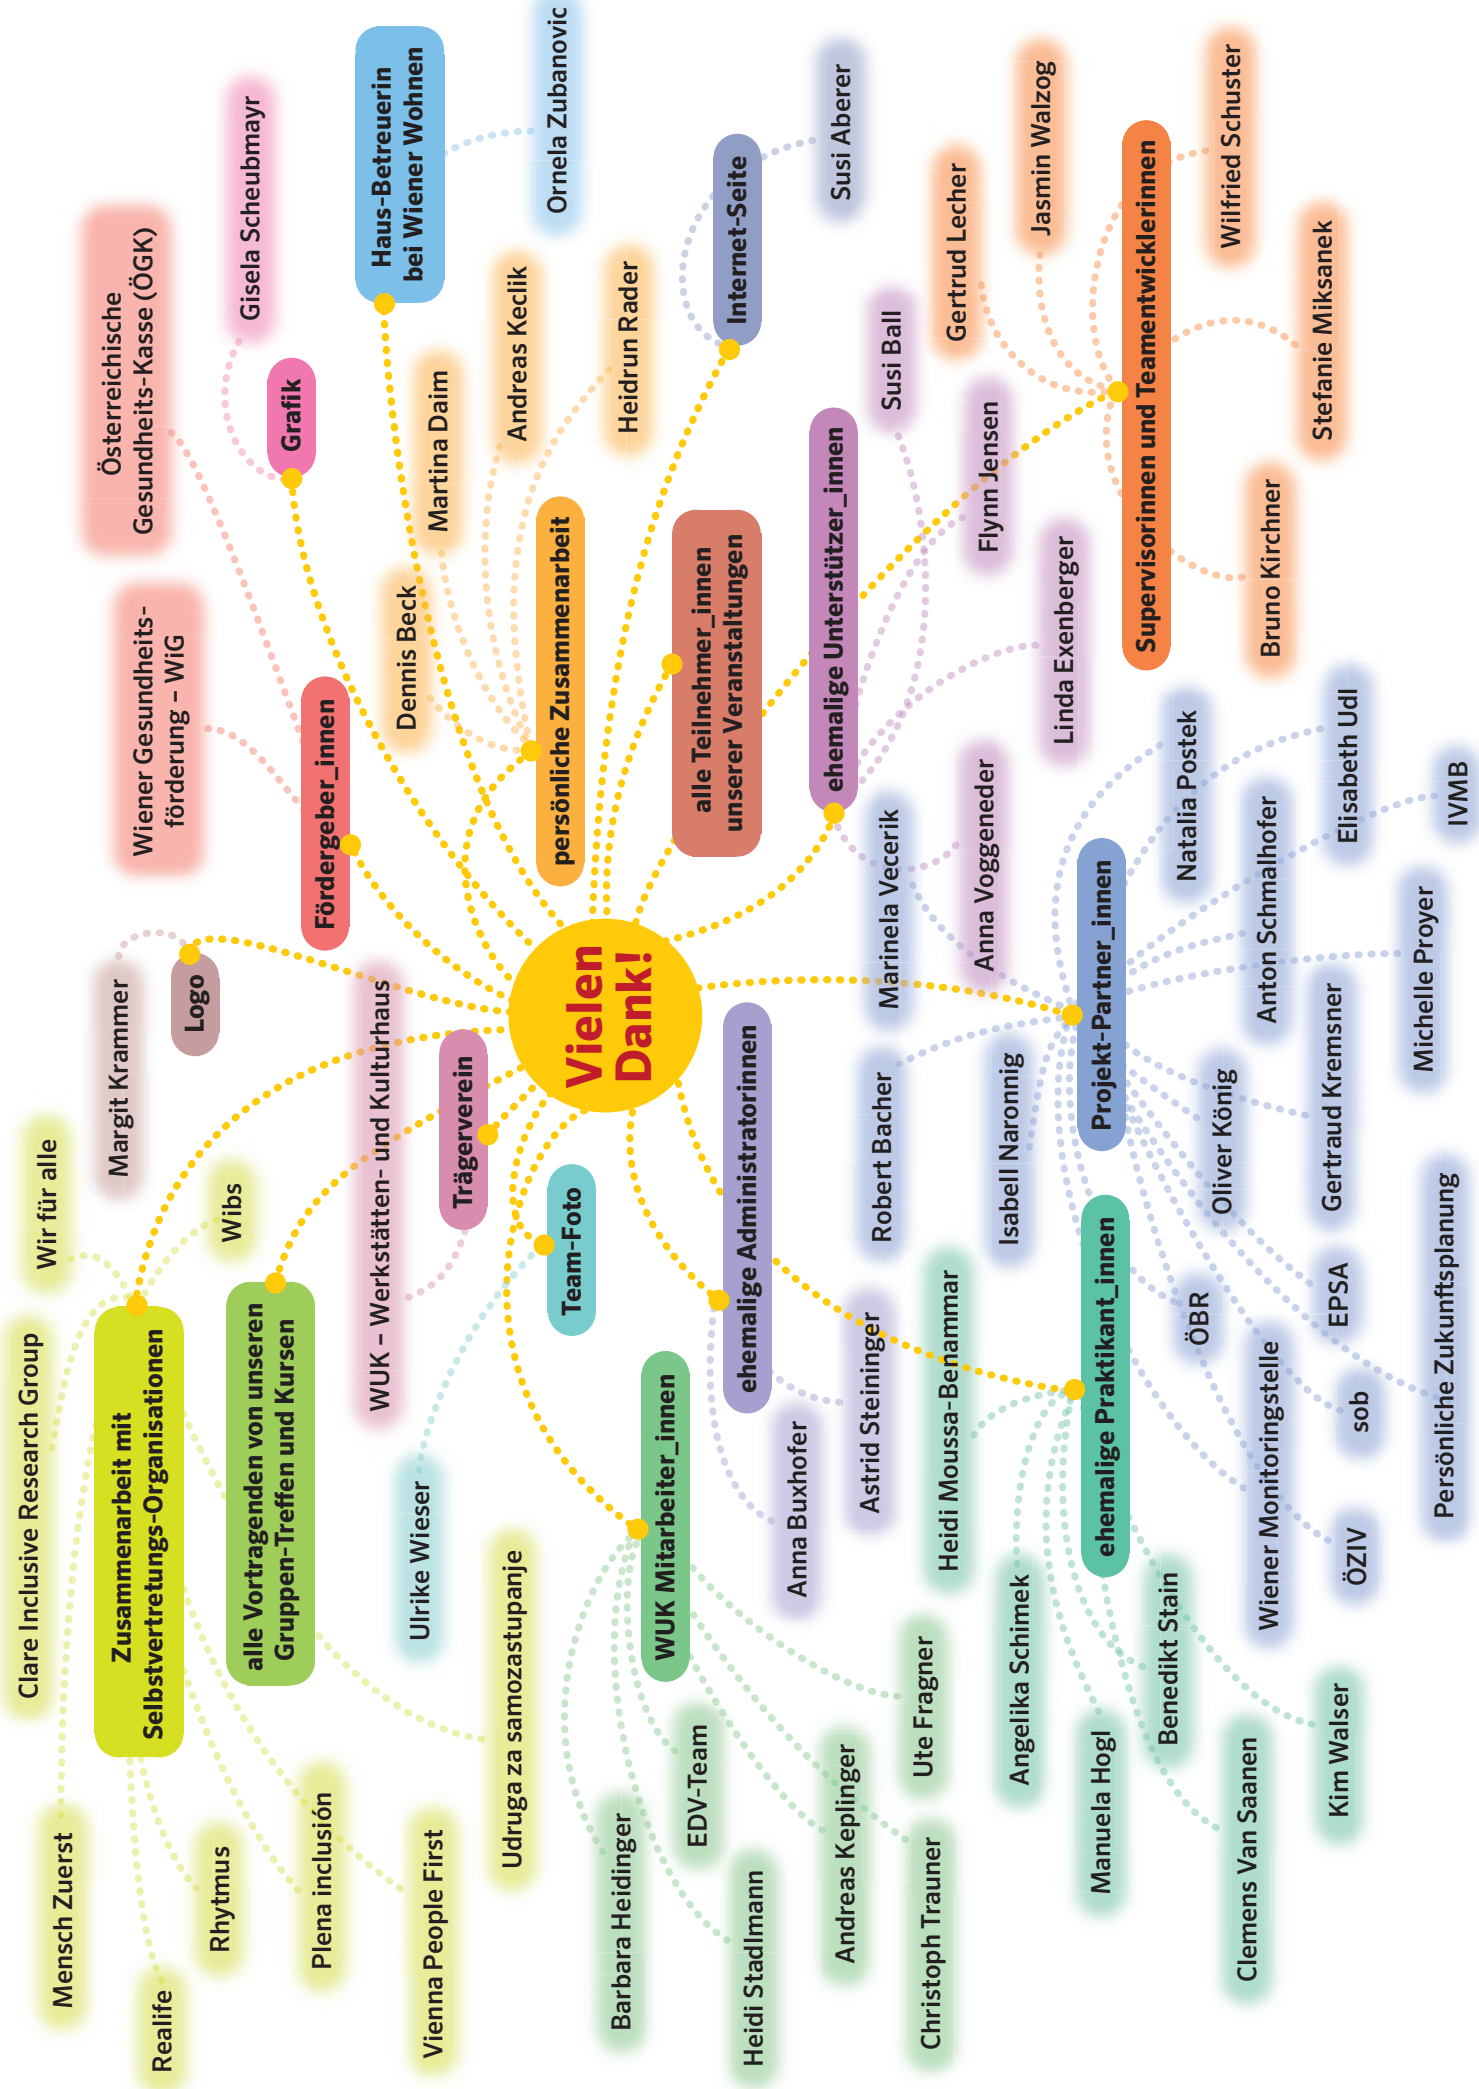 Vielen
Dank!
Zusammenarbeit mit
Selbstvertretungs-Organisationen
Clare Inclusive Research Group
Wir für alle
Wibs
Mensch Zuerst
Realife
Rhytmus
Plena inclusión
Vienna People First
Udruga za samozastupanje
alle Vortragenden von unseren
Gruppen-Treffen und Kursen
Logo
Margit Krammer
Trägerverein
WUK – Werkstätten- und Kulturhaus
Team-Foto
Ulrike Wieser
Fördergeber_innen
Wiener Gesundheits-
förderung – WiG
Österreichische
Gesundheits-Kasse (ÖGK)
Grafik
Gisela Scheubmayr
Haus-Betreuerin
bei Wiener Wohnen
Ornela Zubanovic
persönliche Zusammenarbeit
Dennis Beck
Martina Daim
Andreas Keclik
Heidrun Rader
Internet-Seite
Susi Aberer
alle Teilnehmer_innen
unserer Veranstaltungen
ehemalige Unterstützer_innen
Susi Ball
Flynn Jensen
Linda Exenberger
Anna Voggeneder
Supervisorinnen und Teamentwicklerinnen
Gertrud Lecher
Jasmin Walzog
Wilfried Schuster
Stefanie Miksanek
Bruno Kirchner
WUK Mitarbeiter_innen
Barbara Heidinger
EDV-Team
Heidi Stadlmann
Andreas Keplinger
Christoph Trauner
Ute Fragner
ehemalige Administratorinnen
Anna Buxhofer
Astrid Steininger
ehemalige Praktikant_innen
Heidi Moussa-Benammar
Angelika Schimek
Manuela Hogl
Benedikt Stain
Clemens Van Saanen
Kim Walser
Projekt-Partner_innen
Marinela Vecerik
Robert Bacher
Isabell Naronnig
Natalia Postek
Elisabeth Udl
Anton Schmalhofer
IVMB
Michelle Proyer
Gertraud Kremsner
Oliver König
ÖBR
EPSA
Persönliche Zukunftsplanung
sob
Wiener Monitoringstelle
ÖZIV